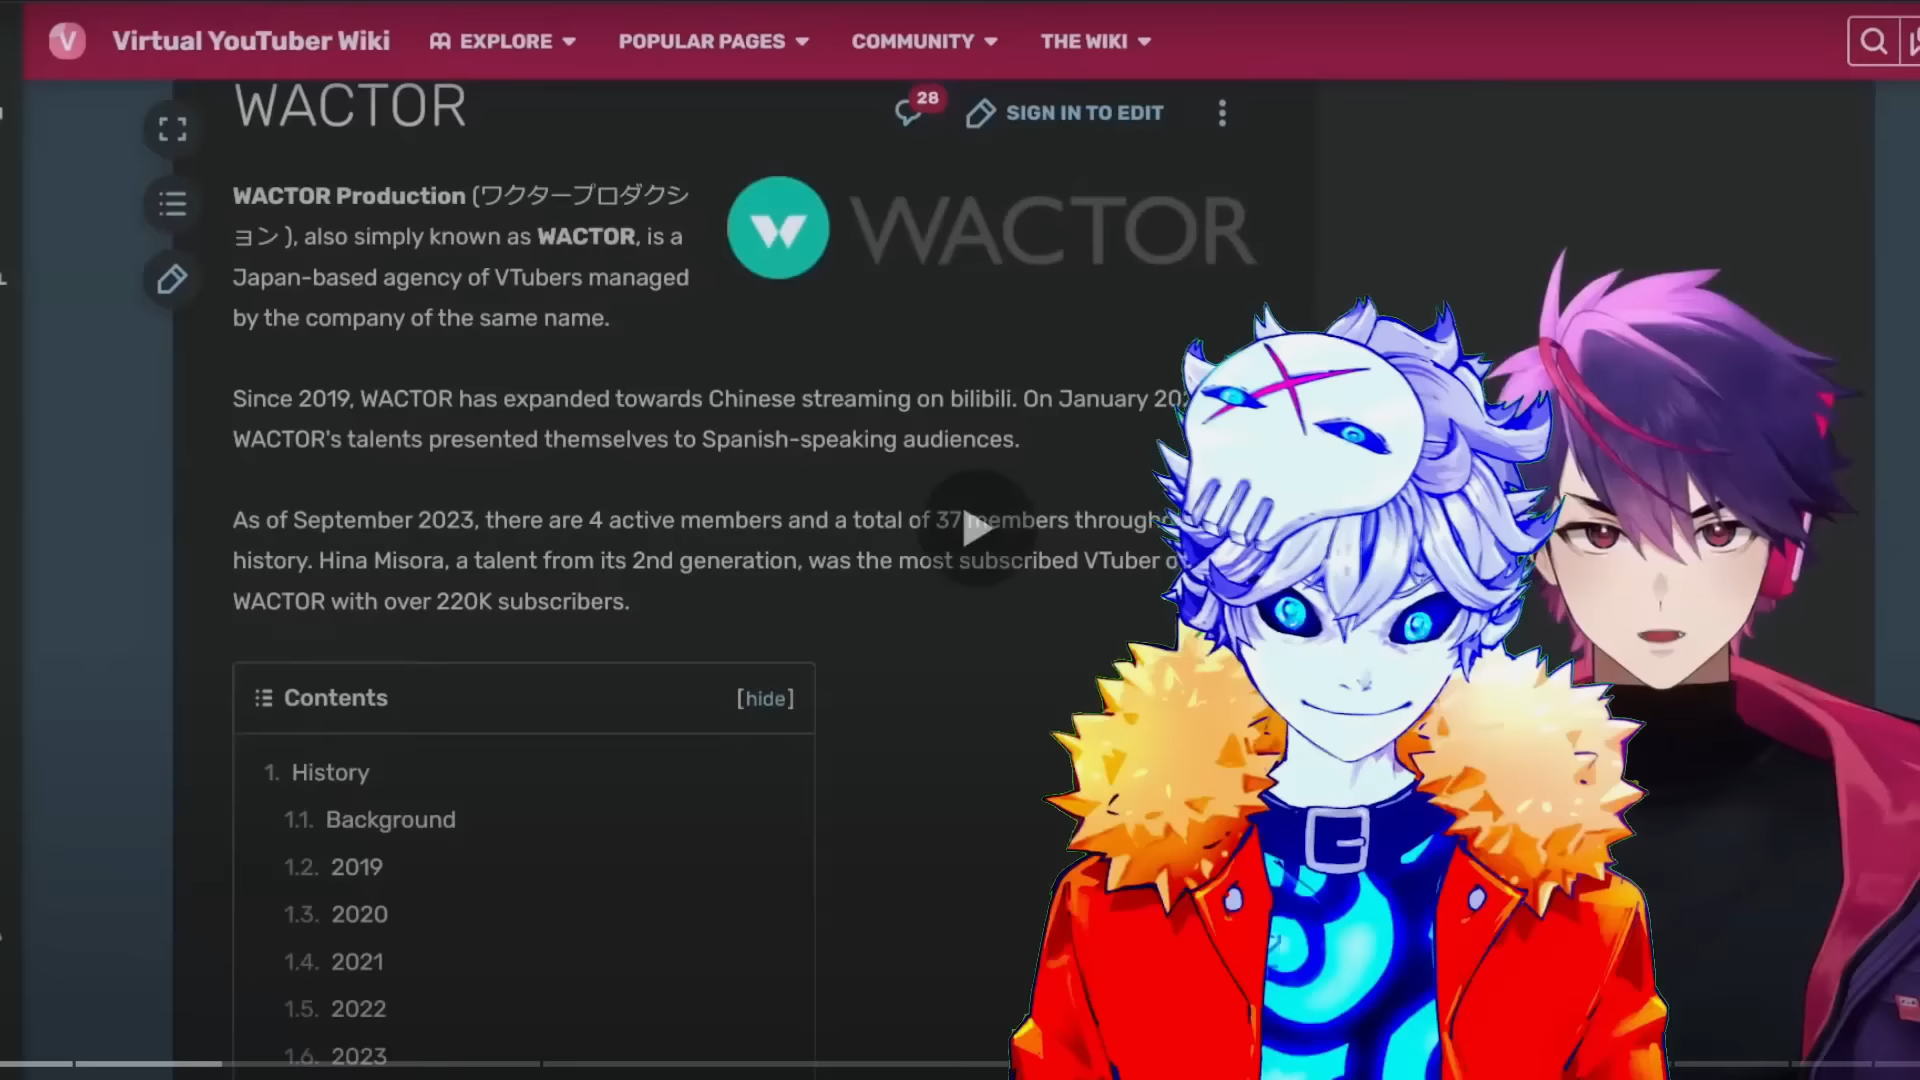 Virtual YouTuber Wiki EXPLORE POPULAR PAGES COMMUNITY THE WIKI
WACTOR
28
SIGN IN TO EDIT
WACTOR Production (ワクタープロダクシ
ョン), also simply known as WACTOR, is a
Japan-based agency of VTubers managed
by the company of the same name.
WACTOR
Since 2019, WACTOR has expanded towards Chinese streaming on bilibili. On January 20
WACTOR's talents presented themselves to Spanish-speaking audiences.
As of September 2023, there are 4 active members and a total of 37 members through
history. Hina Misora, a talent from its 2nd generation, was the most subscribed VTuber
WACTOR with over 220K subscribers.
Contents [hide]
1. History
1.1. Background
1.2. 2019
1.3. 2020
1.4. 2021
1.5. 2022
1.6. 2023